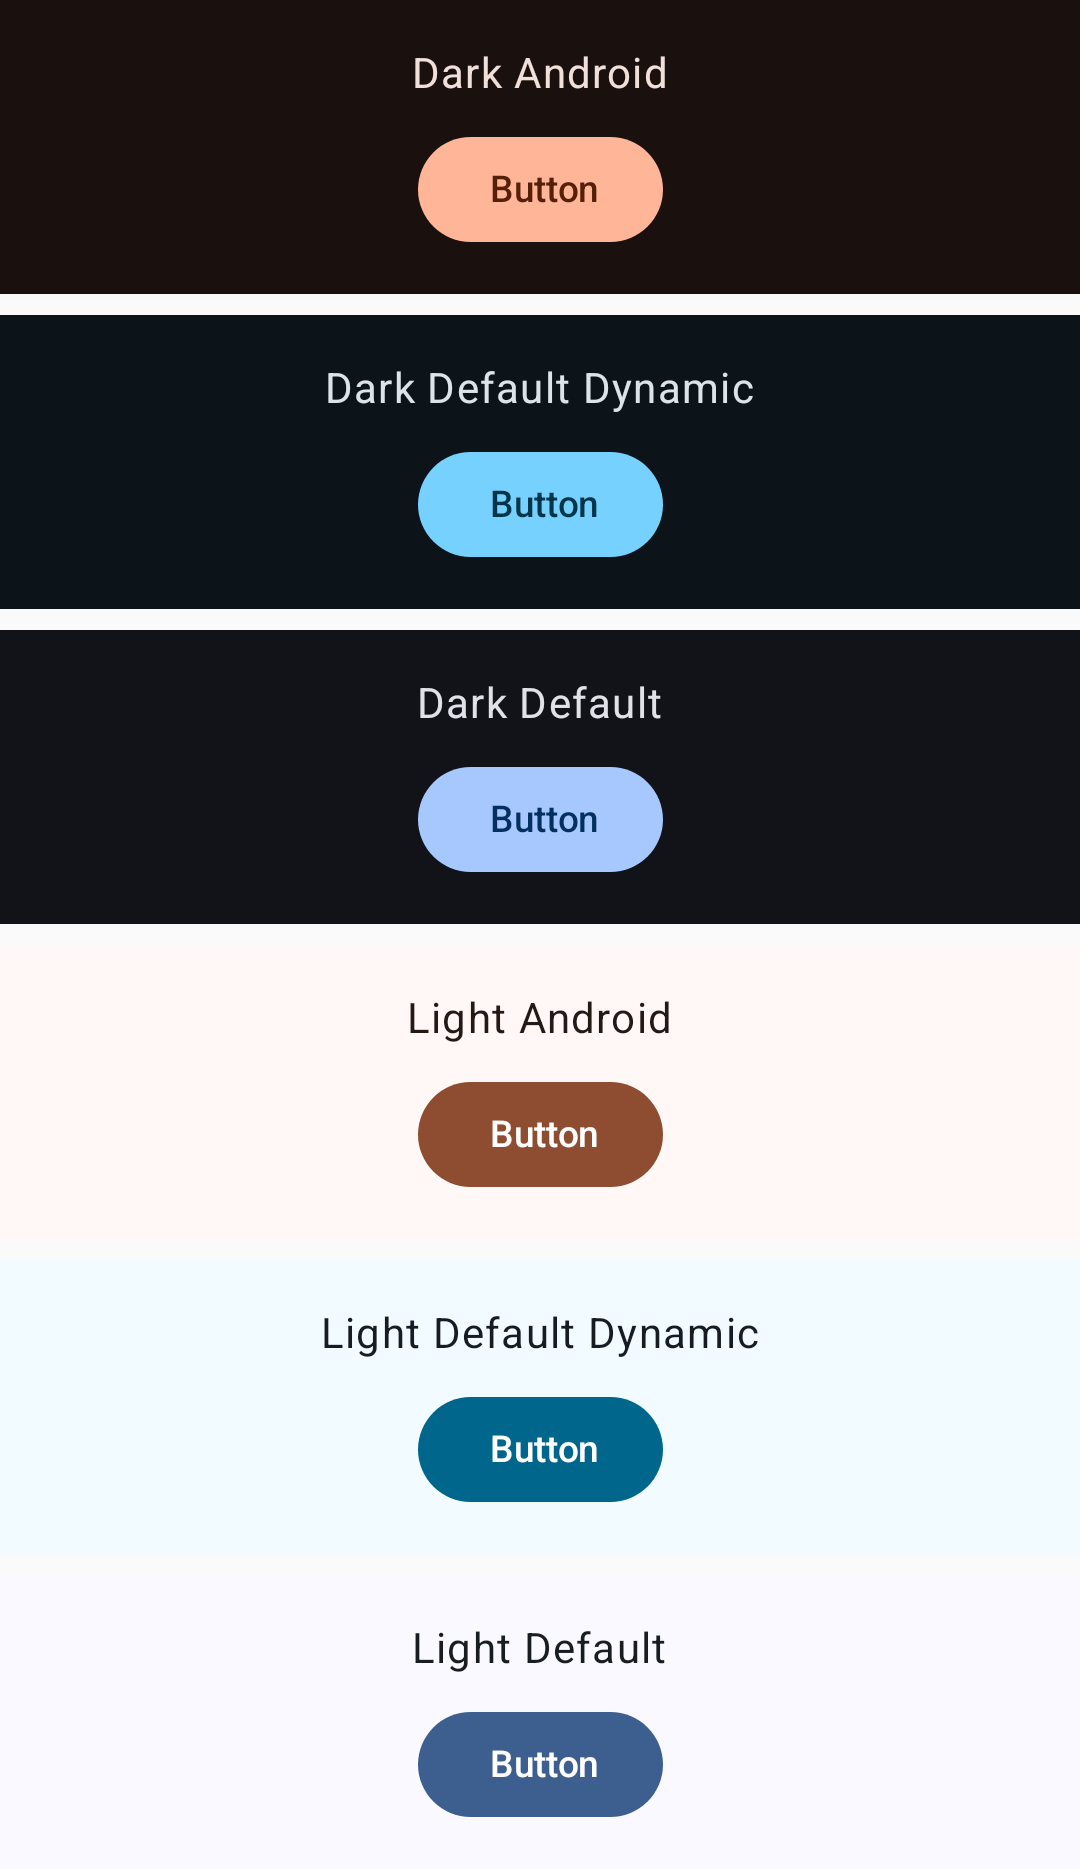 Dark Android
Button
Dark Default Dynamic
Button
Dark Default
Button
Light Android
Button
Light Default Dynamic
Button
Light Default
Button